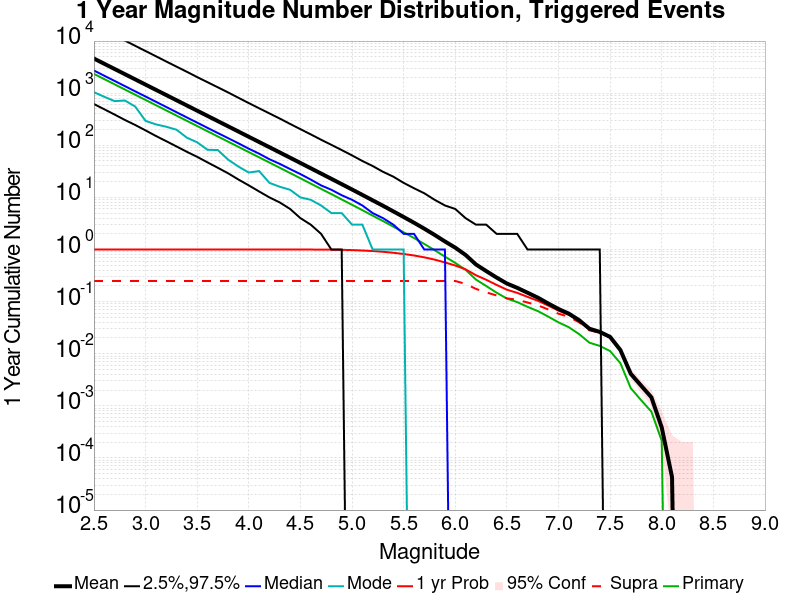 1 Year Magnitude Number Distribution, Triggered Events
1 Year Cumulative Number
10^4
10^3
10^2
10^1
10^0
10^-1
10^-2
10^-3
10^-4
10^-5
2.5 3.0 3.5 4.0 4.5 5.0 5.5 6.0 6.5 7.0 7.5 8.0 8.5 9.0
Magnitude
Mean 2.5%,97.5% Median Mode 1 yr Prob 95% Conf Supra Primary